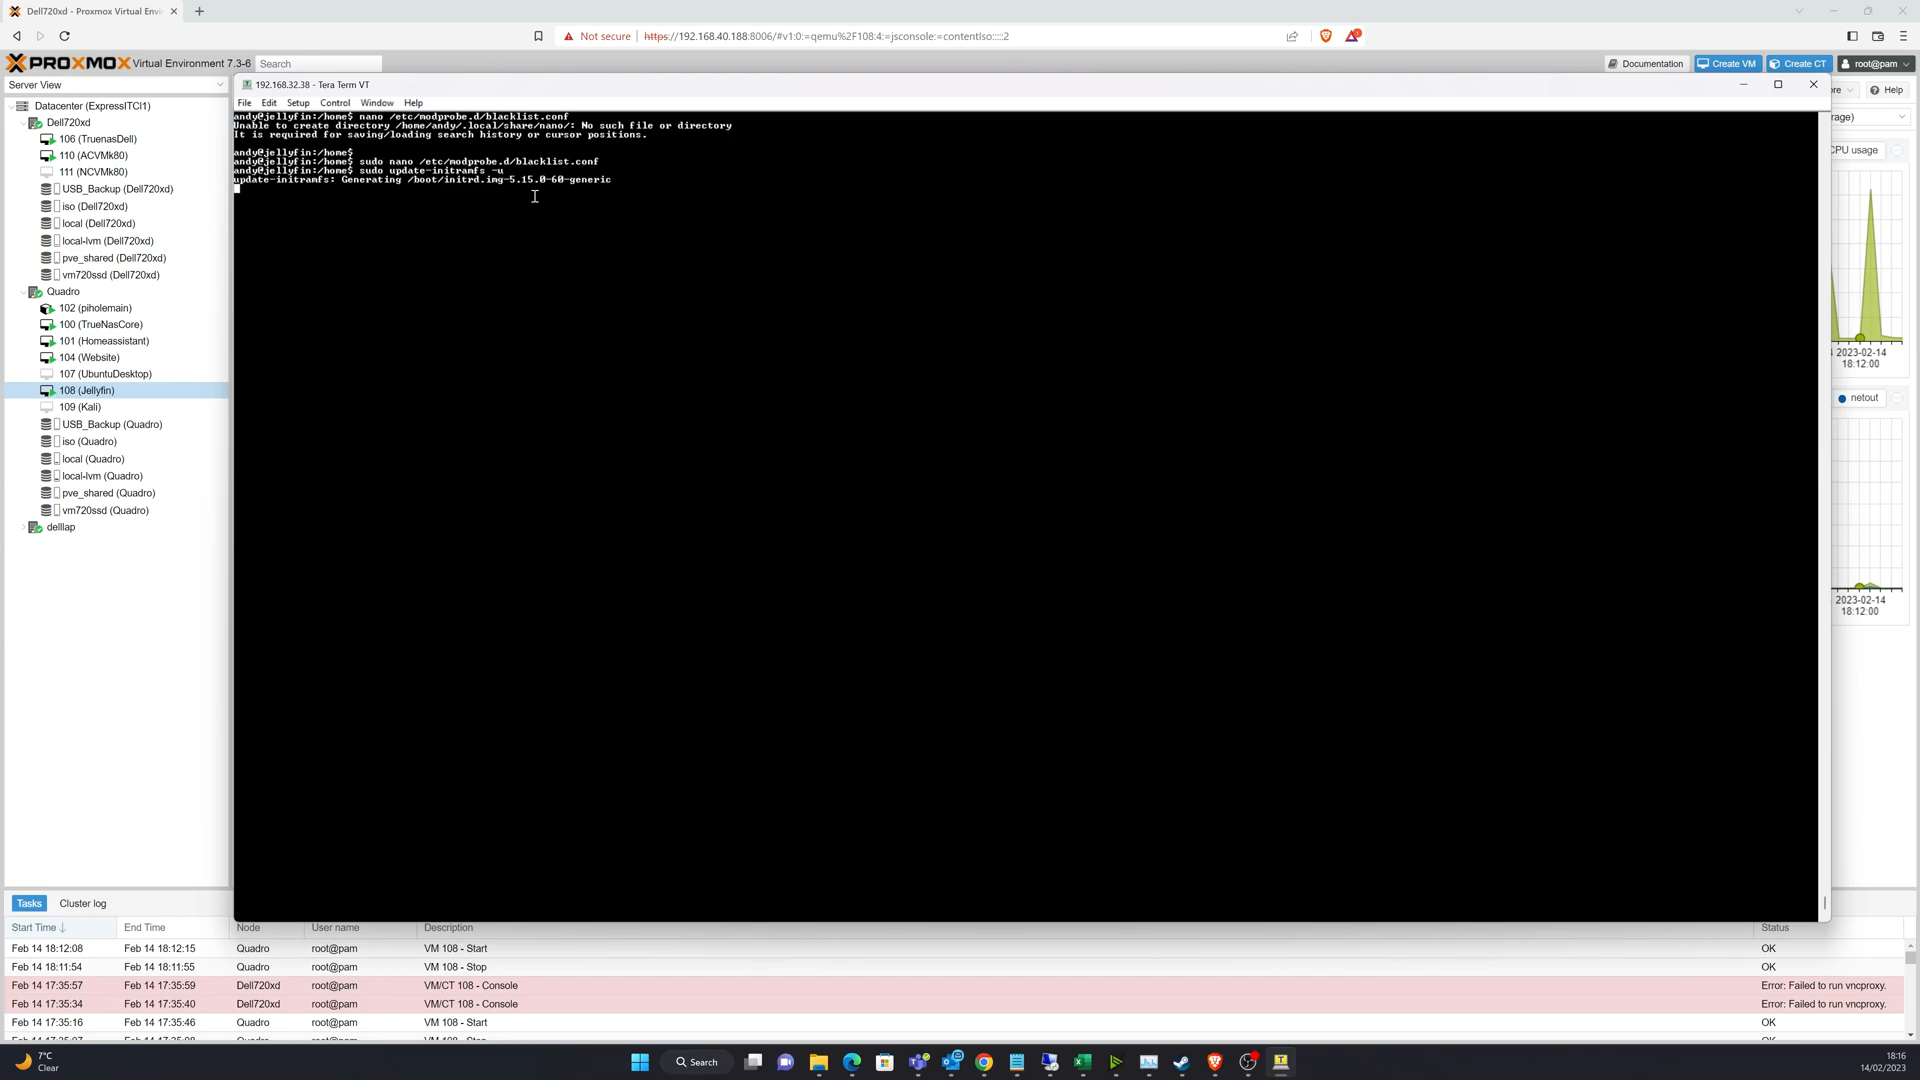 Dell720xd - Proxmox Virtual Envi
Not secure https://192.168.40.188:8006/#v1:0:=qemu%2F108:4:=jsconsole:=contentIso:::::2
PROXMOX Virtual Environment 7.3-6 Search Documentation Create VM Create CT root@pam
Server View
192.168.32.38 - Tera Term VT
Help
File Edit Setup Control Window Help
andy@jellyfin:/home$ nano /etc/modprobe.d/blacklist.conf
Unable to create directory /home/andy/.local/share/nano/: No such file or directory
It is required for saving/loading search history or cursor positions.
andy@jellyfin:/home$
andy@jellyfin:/home$ sudo nano /etc/modprobe.d/blacklist.conf
andy@jellyfin:/home$ sudo update-initramfs -u
update-initramfs: Generating /boot/initrd.img-5.15.0-60-generic
Datacenter (ExpressITCl1)
Dell720xd
106 (TruenasDell)
110 (ACVMk80)
111 (NCVMk80)
USB_Backup (Dell720xd)
iso (Dell720xd)
local (Dell720xd)
local-lvm (Dell720xd)
pve_shared (Dell720xd)
vm720ssd (Dell720xd)
Quadro
102 (piholemain)
100 (TrueNasCore)
101 (Homeassistant)
104 (Website)
107 (UbuntuDesktop)
108 (Jellyfin)
109 (Kali)
USB_Backup (Quadro)
iso (Quadro)
local (Quadro)
local-lvm (Quadro)
pve_shared (Quadro)
vm720ssd (Quadro)
delllap
rage)
CPU usage
2023-02-14
18:12:00
netout
2023-02-14
18:12:00
Tasks Cluster log
Start Time End Time Node User name Description Status
Feb 14 18:12:08 Feb 14 18:12:15 Quadro root@pam VM 108 - Start OK
Feb 14 18:11:54 Feb 14 18:11:55 Quadro root@pam VM 108 - Stop OK
Feb 14 17:35:57 Feb 14 17:35:59 Dell720xd root@pam VM/CT 108 - Console Error: Failed to run vncproxy.
Feb 14 17:35:34 Feb 14 17:35:40 Dell720xd root@pam VM/CT 108 - Console Error: Failed to run vncproxy.
Feb 14 17:35:16 Feb 14 17:35:46 Quadro root@pam VM 108 - Start OK
7°C
Clear
Search
18:16
14/02/2023